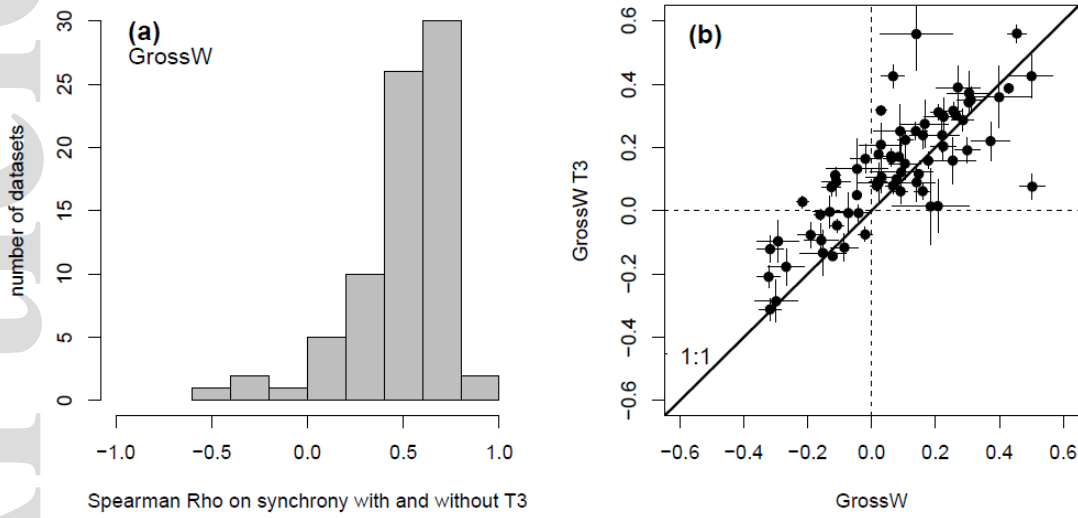 (a)
GrossW
number of datasets
30
25
20
15
10
5
0
−1.0 −0.5 0.0 0.5 1.0
Spearman Rho on synchrony with and without T3
(b)
GrossW T3
0.6
0.4
0.2
0.0
−0.2
−0.4
−0.6
1:1
−0.6 −0.4 −0.2 0.0 0.2 0.4 0.6
GrossW